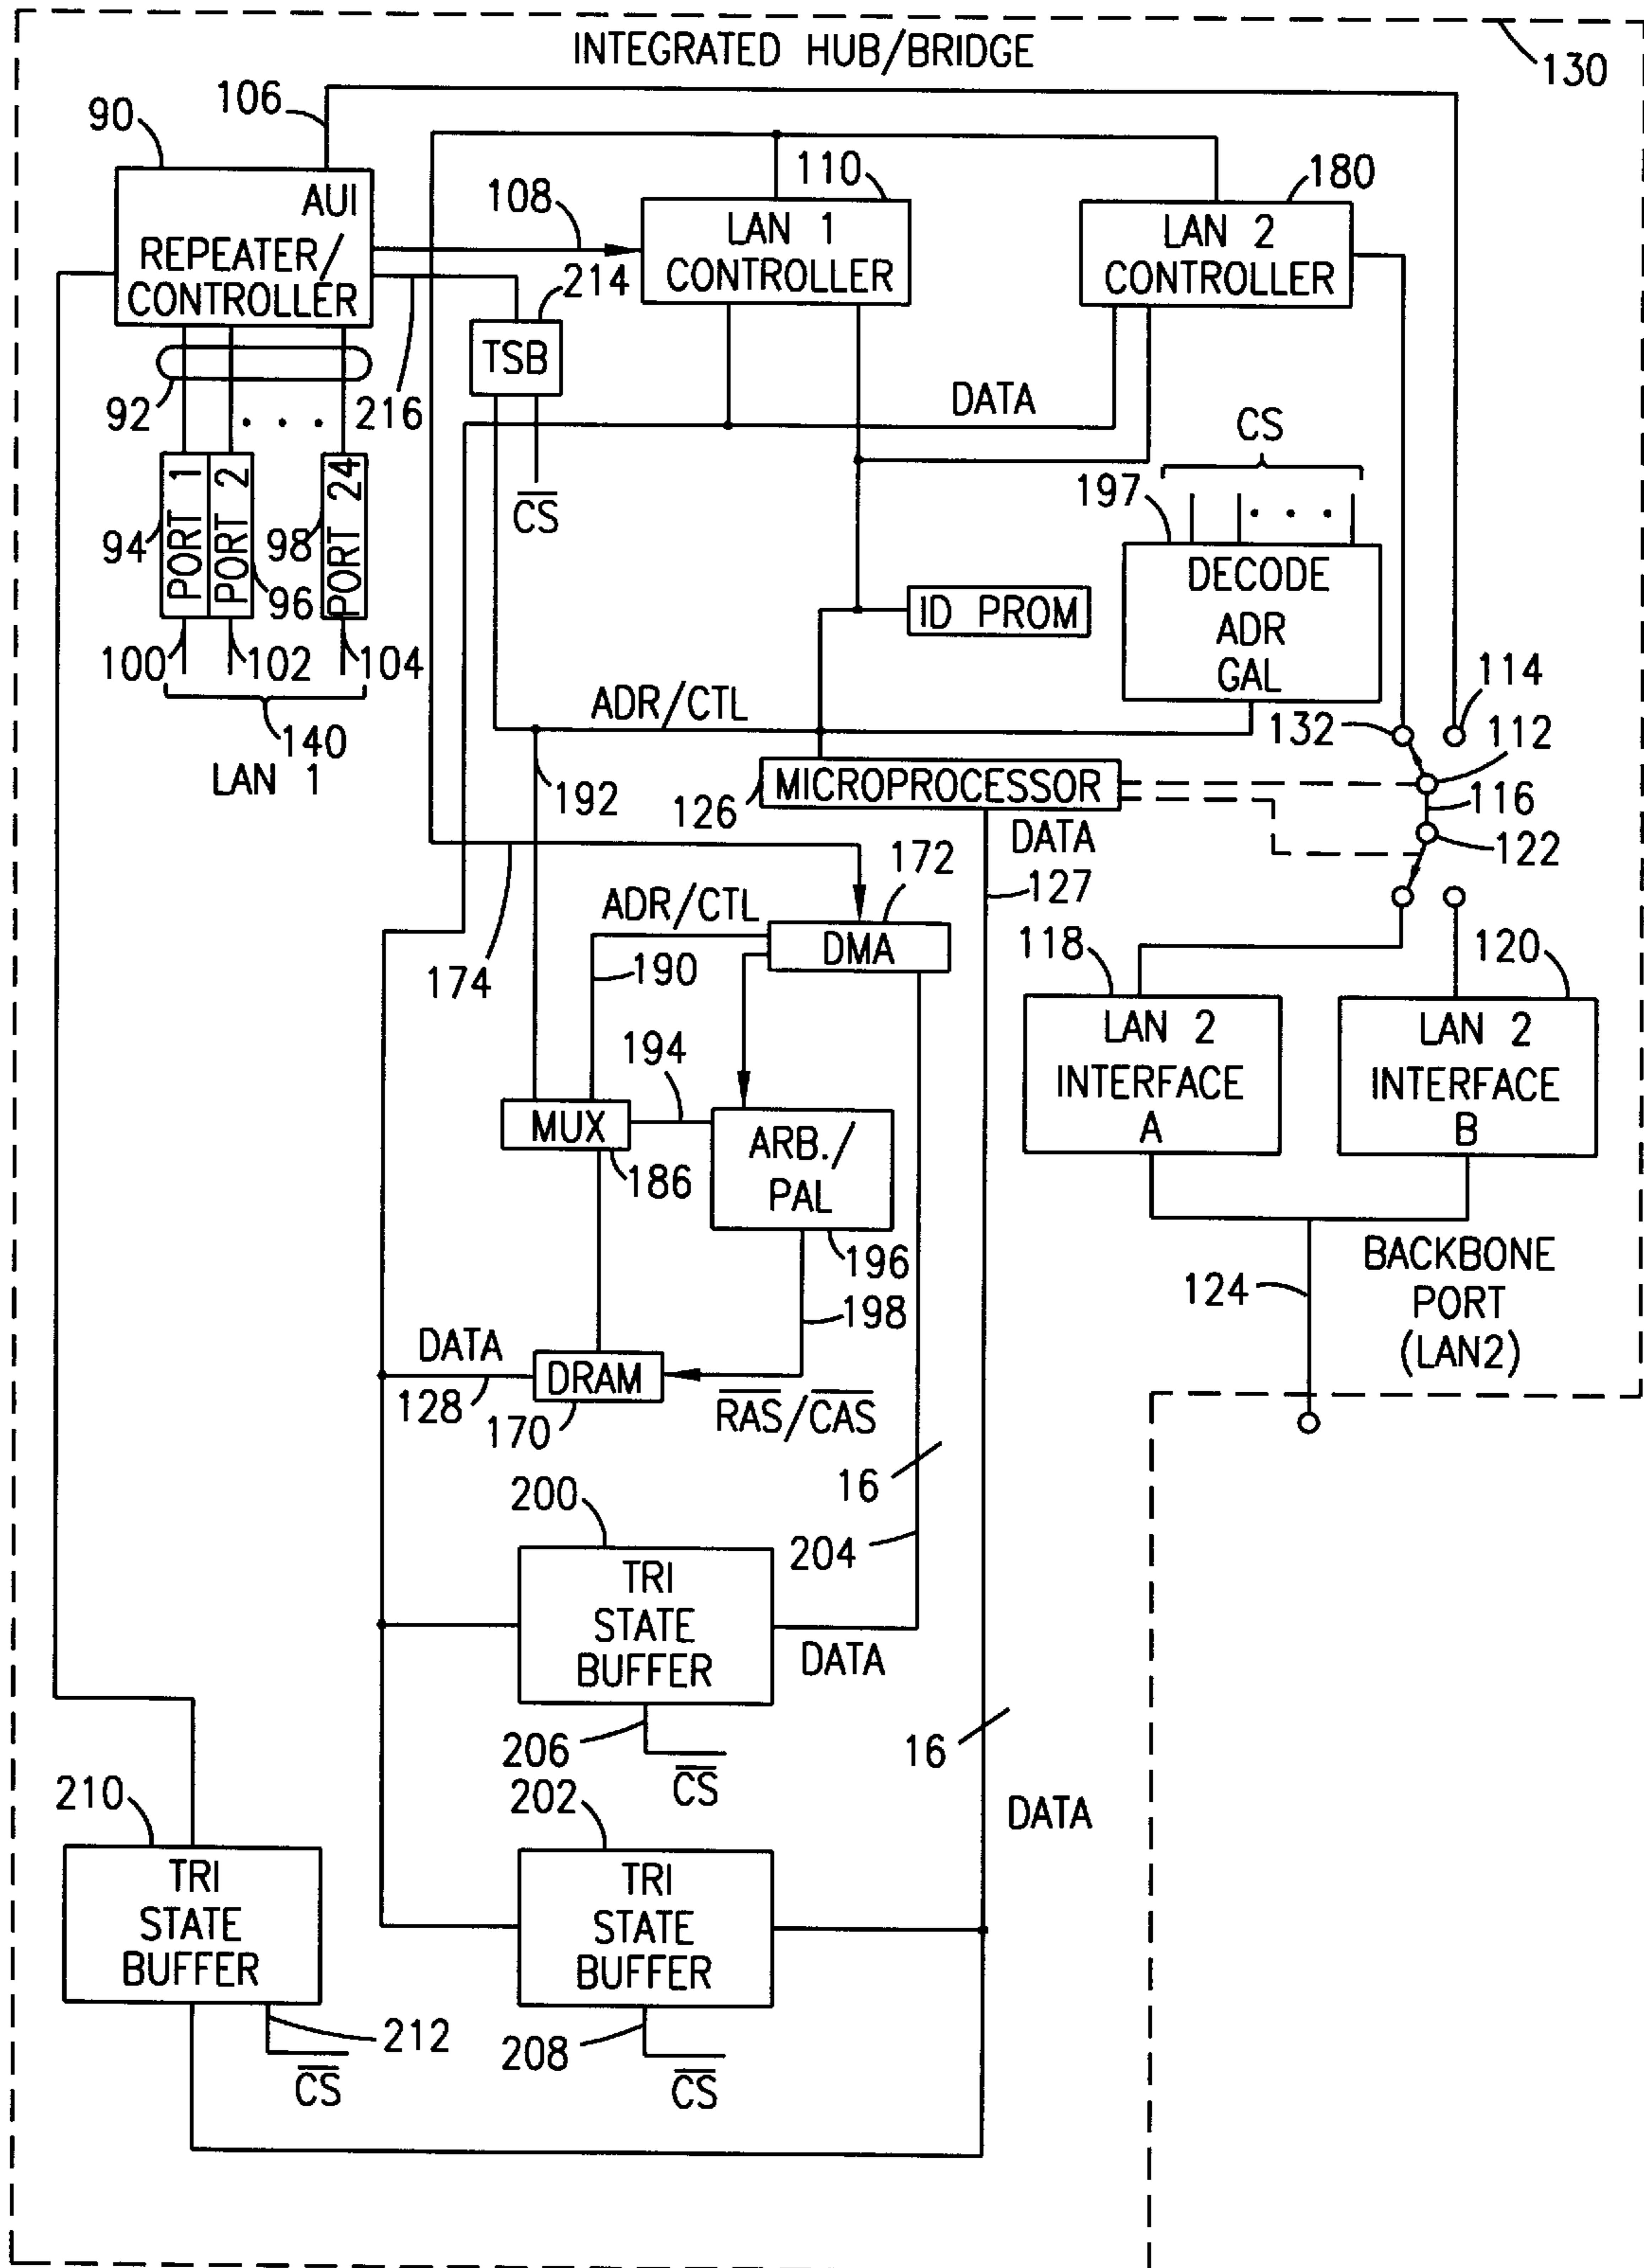 INTEGRATED HUB/BRIDGE
130
90
106
AUI
REPEATER/
CONTROLLER
108
110
LAN 1
CONTROLLER
180
LAN 2
CONTROLLER
214
TSB
92
. . .
216
DATA
CS
CS
197
. . .
94
PORT 1
PORT 2
96
98
PORT 24
DECODE
ADR
GAL
ID PROM
100
102
104
140
LAN 1
ADR/CTL
192
132
114
112
116
122
126
MICROPROCESSOR
DATA
127
174
ADR/CTL
190
172
DMA
118
120
LAN 2
INTERFACE
A
LAN 2
INTERFACE
B
194
MUX
186
ARB./
PAL
196
198
124
BACKBONE
PORT
(LAN2)
DATA
128
DRAM
170
RAS/CAS
16
204
200
TRI
STATE
BUFFER
DATA
206
CS
16
DATA
202
TRI
STATE
BUFFER
208
CS
210
TRI
STATE
BUFFER
212
CS